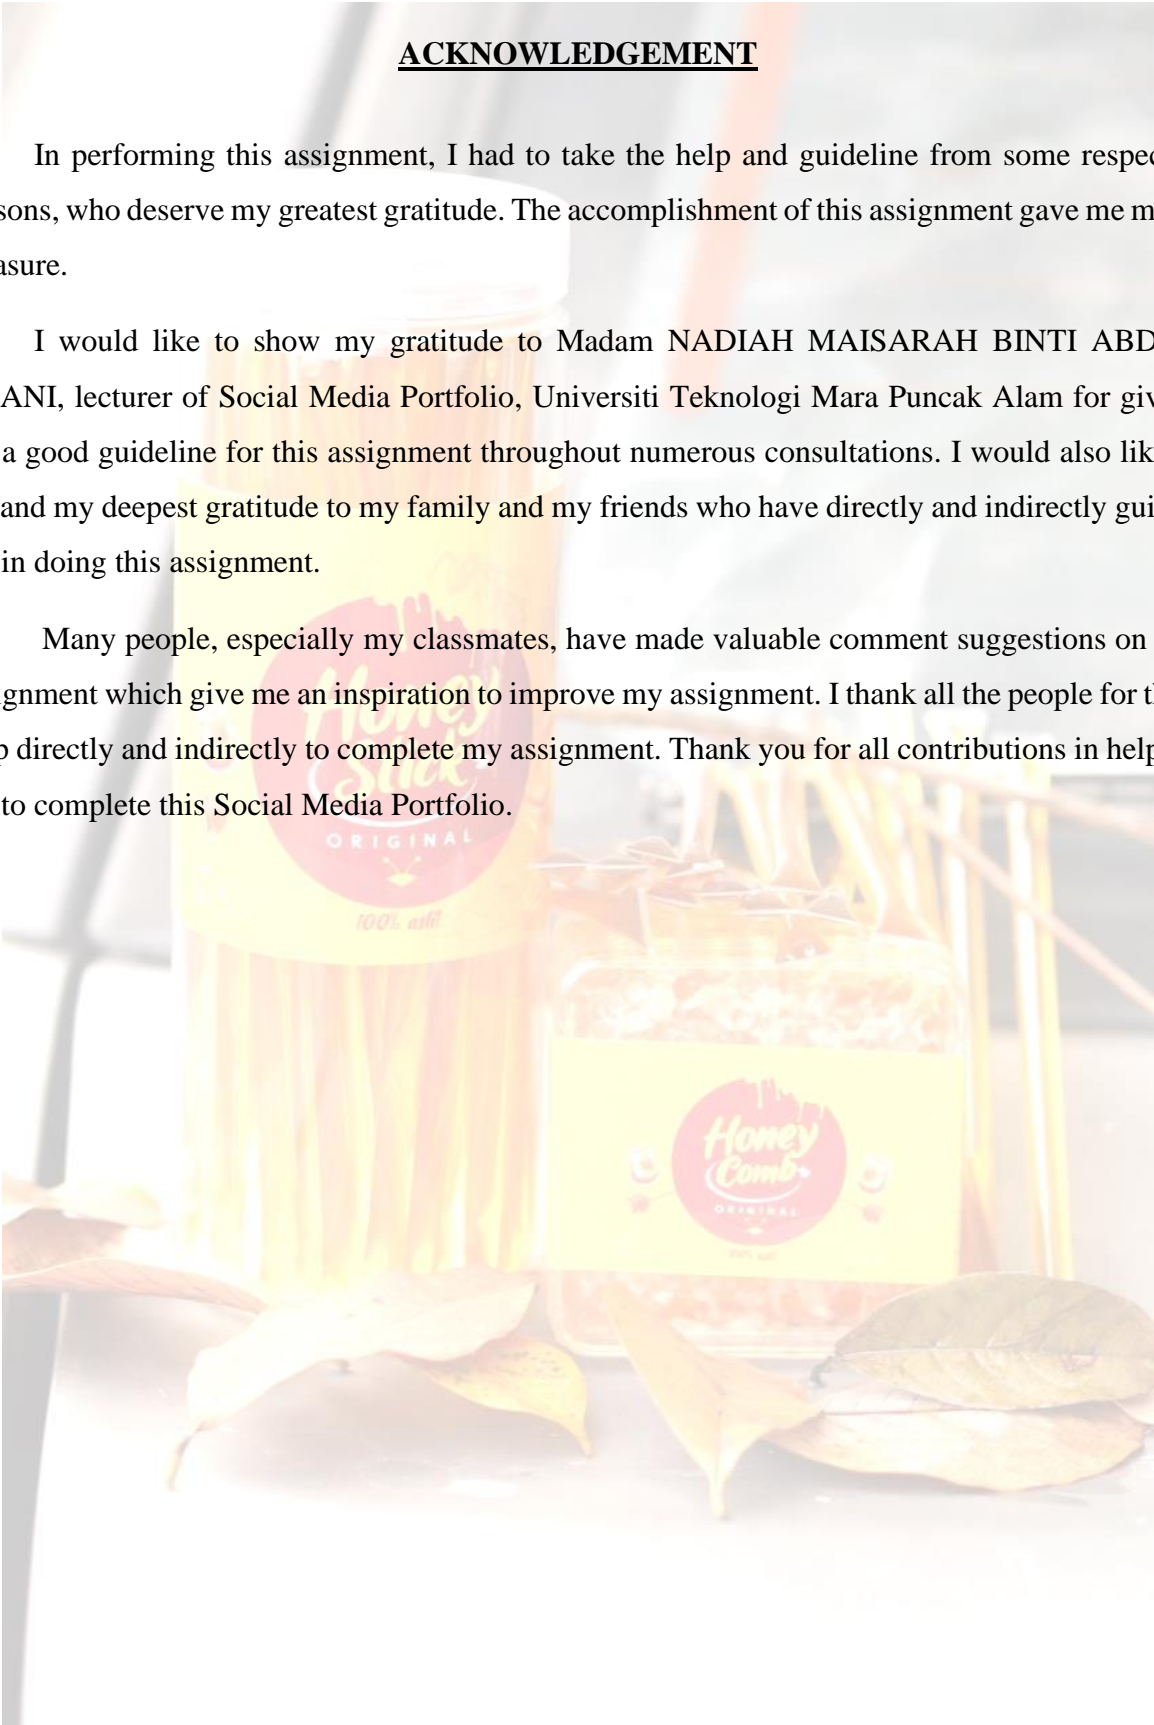 ACKNOWLEDGEMENT
In performing this assignment, I had to take the help and guideline from some respec
sons, who deserve my greatest gratitude. The accomplishment of this assignment gave me m
asure.
I would like to show my gratitude to Madam NADIAH MAISARAH BINTI ABD
ANI, lecturer of Social Media Portfolio, Universiti Teknologi Mara Puncak Alam for giv
a good guideline for this assignment throughout numerous consultations. I would also lik
and my deepest gratitude to my family and my friends who have directly and indirectly gui
in doing this assignment.
Many people, especially my classmates, have made valuable comment suggestions on
gnment which give me an inspiration to improve my assignment. I thank all the people for th
p directly and indirectly to complete my assignment. Thank you for all contributions in help
to complete this Social Media Portfolio.
Honey
Stick
ORIGINAL
100% asli!
Honey
Comb
ORIGINAL